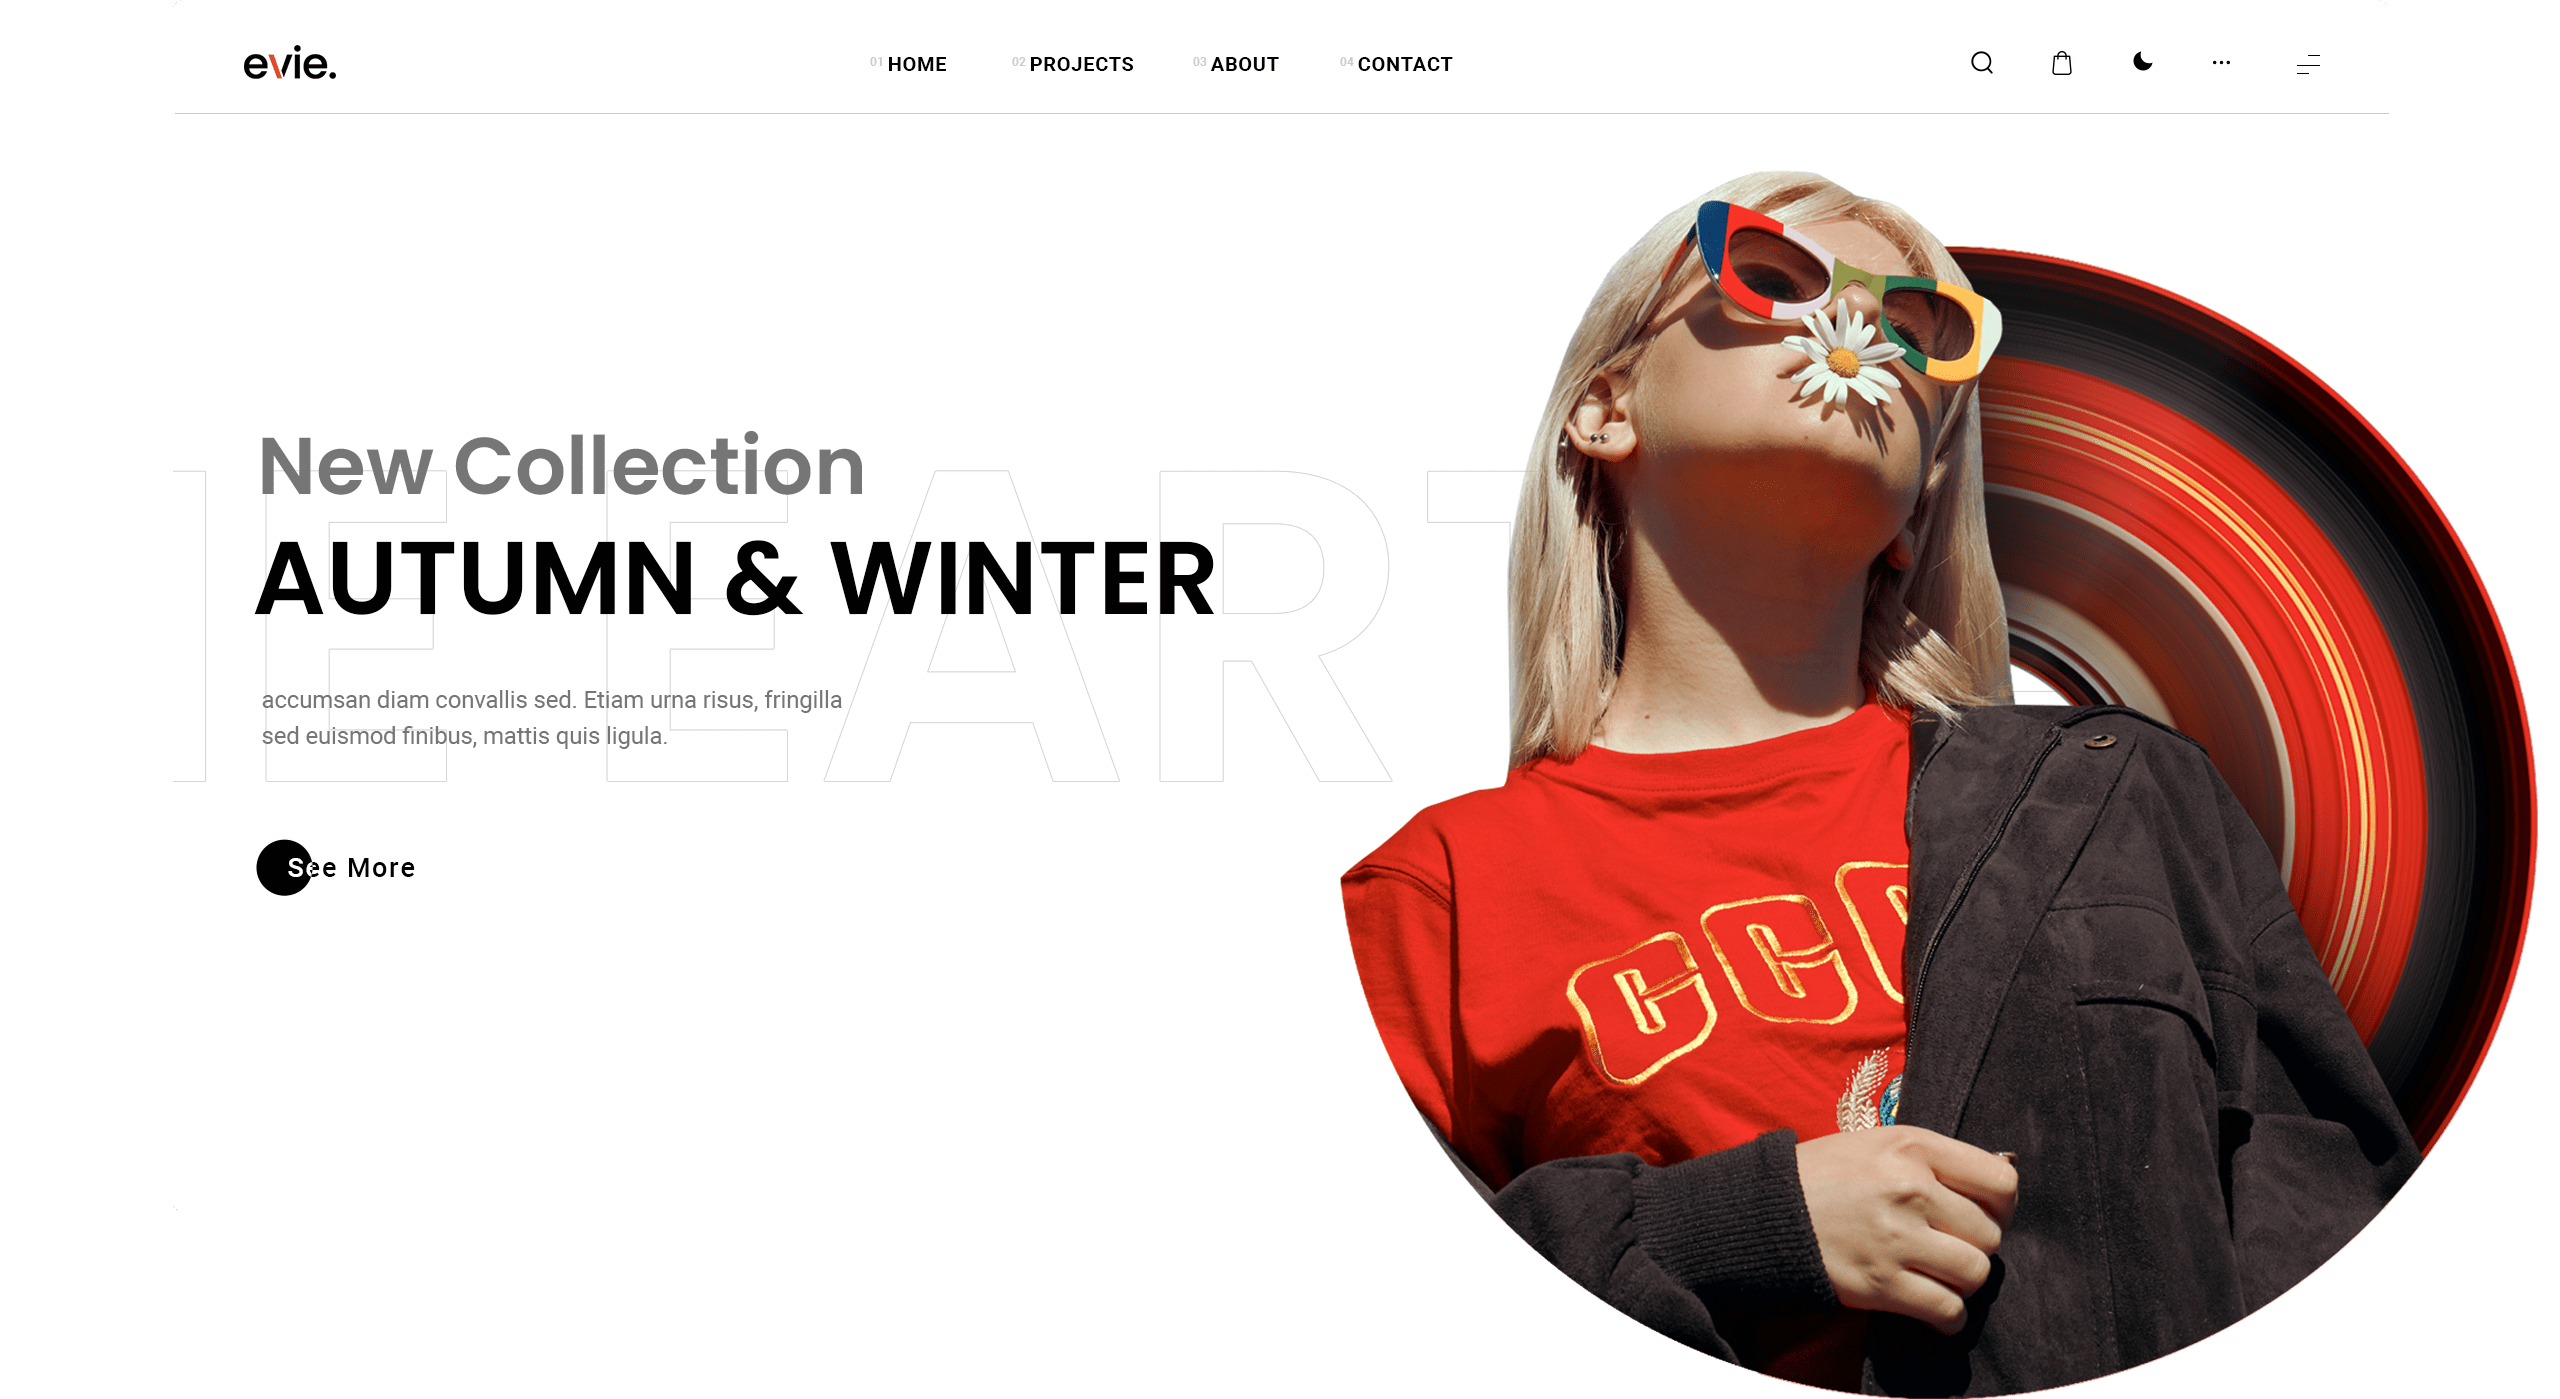 evie.
01 HOME
02 PROJECTS
03 ABOUT
04 CONTACT
New Collection
AUTUMN & WINTER
accumsan diam convallis sed. Etiam urna risus, fringilla
sed euismod finibus, mattis quis ligula.
See More
CCC